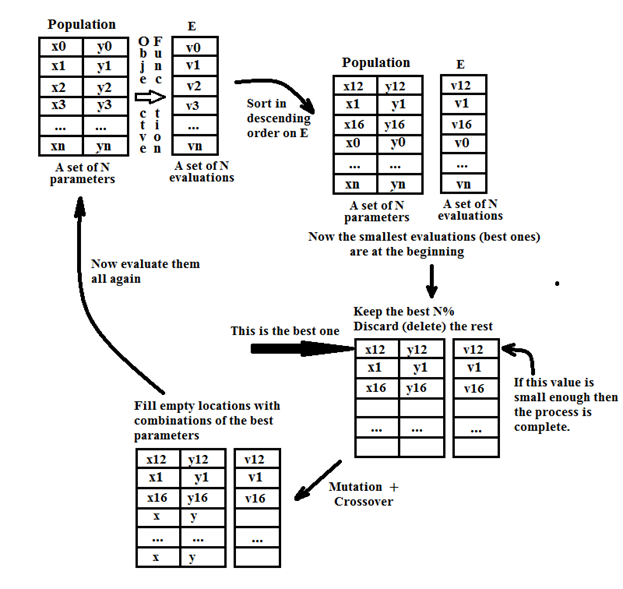 Population
E
x0 y0
x1 y1
x2 y2
x3 y3
... ...
xn yn
Obje ctve
Func tion
v0
v1
v2
v3
...
vn
A set of N
parameters
A set of N
evaluations
Sort in
descending
order on E
Population
E
x12 y12
x1 y1
x16 y16
x0 y0
... ...
xn yn
v12
v1
v16
v0
...
vn
A set of N
parameters
A set of N
evaluations
Now the smallest evaluations (best ones)
are at the beginning
Keep the best N%
Discard (delete) the rest
This is the best one
x12 y12
x1 y1
x16 y16
... ...
v12
v1
v16
...
If this value is
small enough then
the process is
complete.
Mutation +
Crossover
Fill empty locations with
combinations of the best
parameters
x12 y12
x1 y1
x16 y16
x y
... ...
x y
v12
v1
v16
...
Now evaluate them
all again